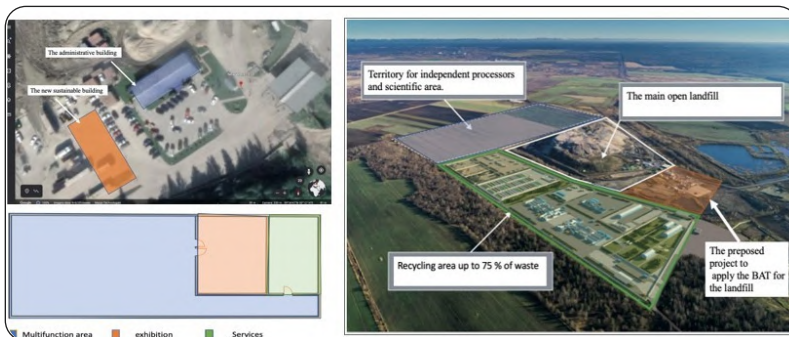 The administrative building
The new sustainable building
Multifunction area
exhibition
Services
Territory for independent processors
and scientific area.
The main open landfill
Recycling area up to 75 % of waste
The proposed
project to
apply the BAT for
the landfill